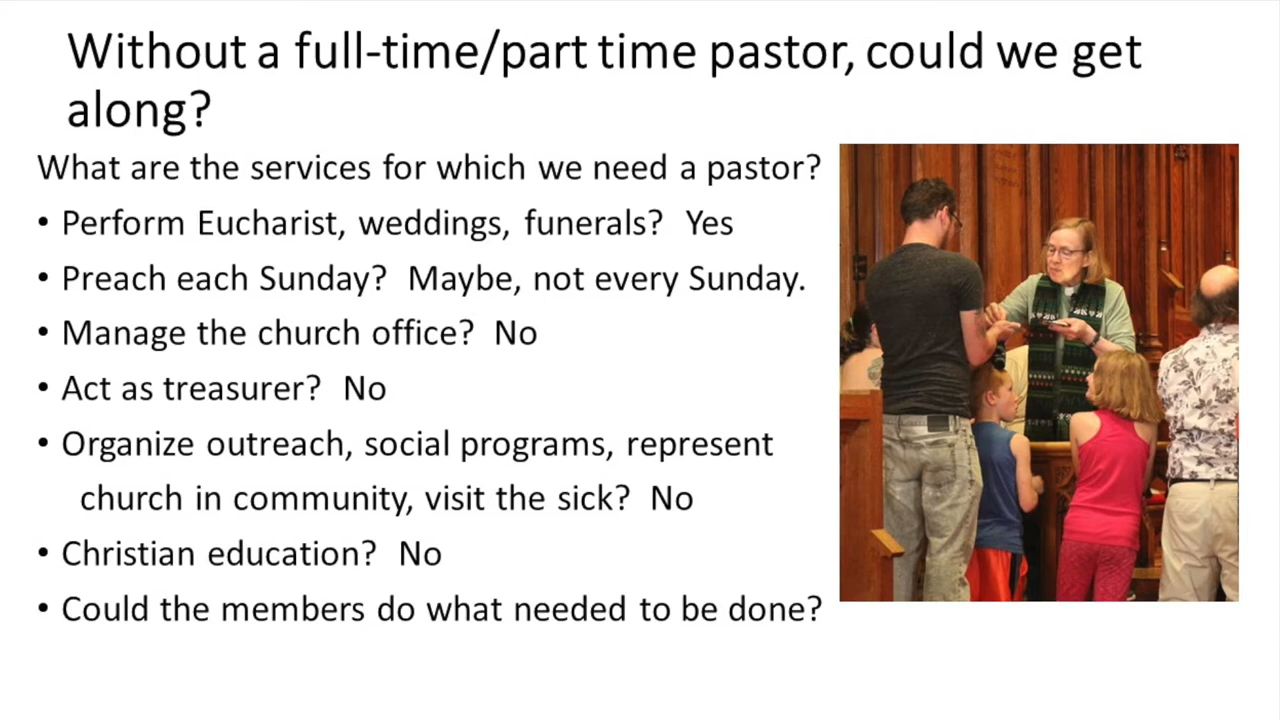 Without a full-time/part time pastor, could we get
along?
What are the services for which we need a pastor?
• Perform Eucharist, weddings, funerals?  Yes
• Preach each Sunday?  Maybe, not every Sunday.
• Manage the church office?  No
• Act as treasurer?  No
• Organize outreach, social programs, represent
church in community, visit the sick?  No
• Christian education?  No
• Could the members do what needed to be done?